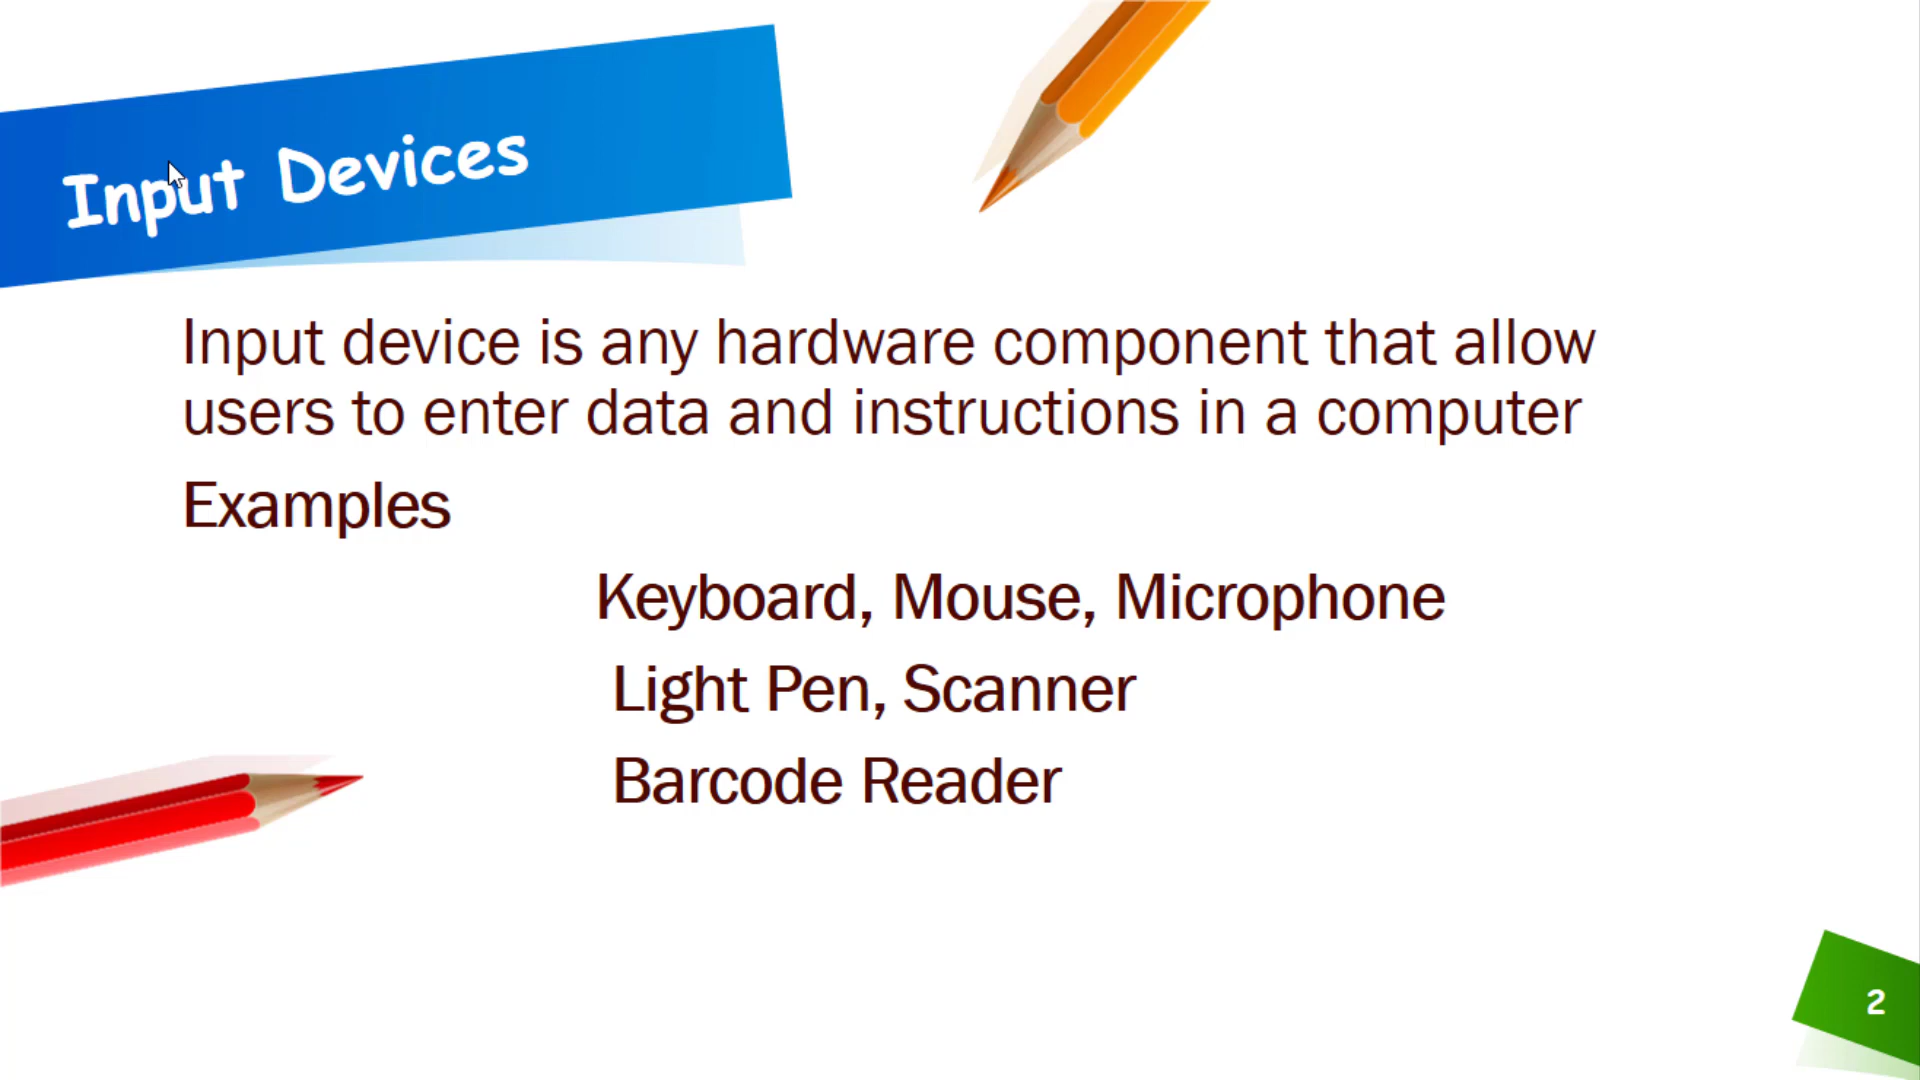 Input Devices
Input device is any hardware component that allow
users to enter data and instructions in a computer
Examples
Keyboard, Mouse, Microphone
Light Pen, Scanner
Barcode Reader
2